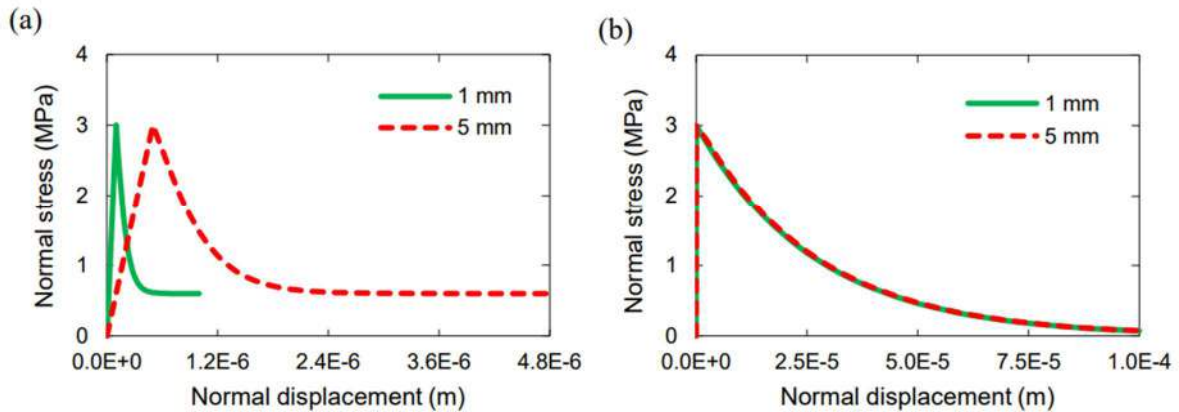 (a)
Normal stress (MPa)
4
3
2
1
0
1 mm
5 mm
0.0E+0 1.2E-6 2.4E-6 3.6E-6 4.8E-6
Normal displacement (m)
(b)
Normal stress (MPa)
4
3
2
1
0
1 mm
5 mm
0.0E+0 2.5E-5 5.0E-5 7.5E-5 1.0E-4
Normal displacement (m)